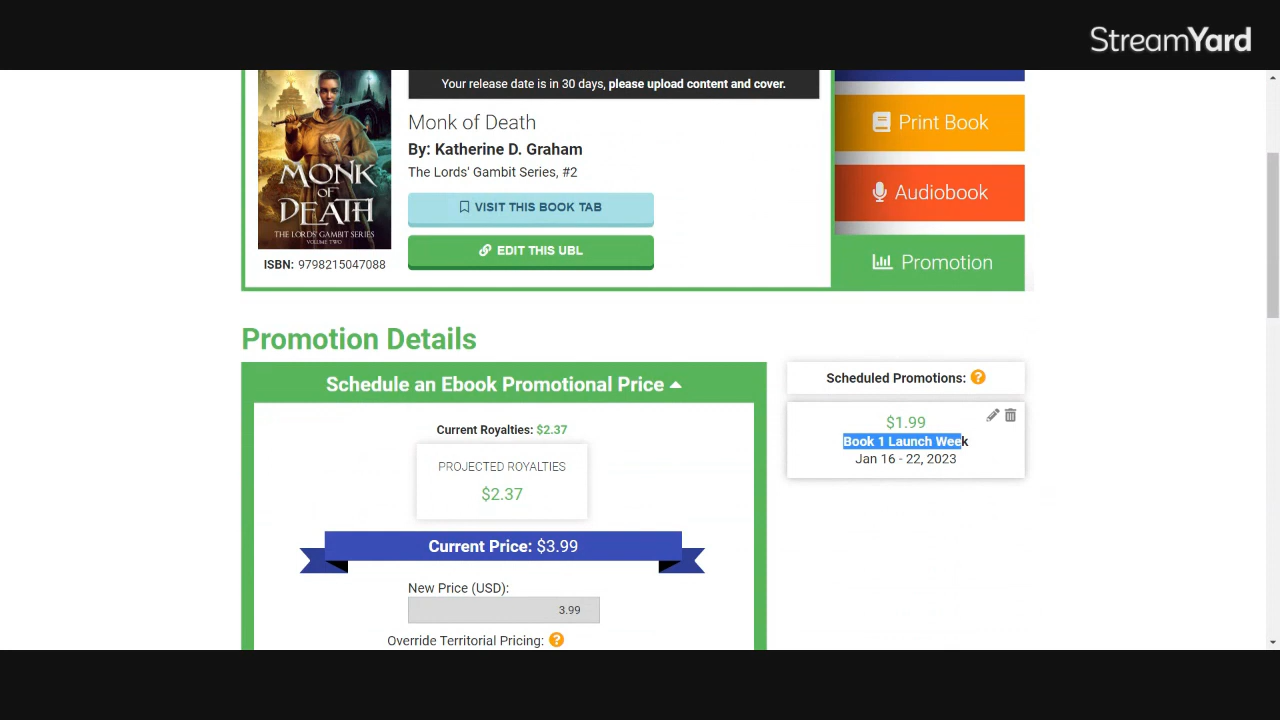 StreamYard
Your release date is in 30 days, please upload content and cover.
Monk of Death
By: Katherine D. Graham
The Lords' Gambit Series, #2
VISIT THIS BOOK TAB
EDIT THIS UBL
MONK
OF
DEATH
THE LORDS' GAMBIT SERIES
VOLUME TWO
ISBN: 9798215047088
Print Book
Audiobook
Promotion
Promotion Details
Schedule an Ebook Promotional Price
Current Royalties: $2.37
PROJECTED ROYALTIES
$2.37
Current Price: $3.99
New Price (USD):
3.99
Override Territorial Pricing: ?
Scheduled Promotions: ?
$1.99
Book 1 Launch Week
Jan 16 - 22, 2023